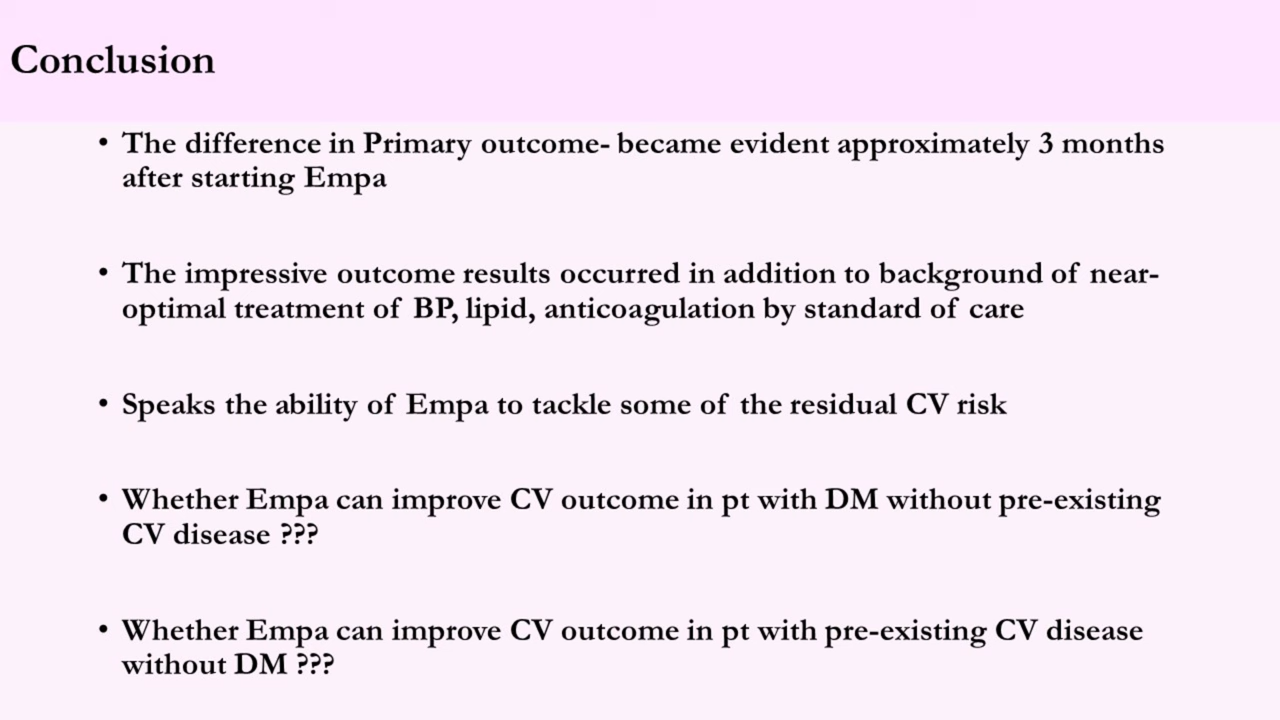 Conclusion
• The difference in Primary outcome- became evident approximately 3 months
after starting Empa
• The impressive outcome results occurred in addition to background of near-
optimal treatment of BP, lipid, anticoagulation by standard of care
• Speaks the ability of Empa to tackle some of the residual CV risk
• Whether Empa can improve CV outcome in pt with DM without pre-existing
CV disease ???
• Whether Empa can improve CV outcome in pt with pre-existing CV disease
without DM ???